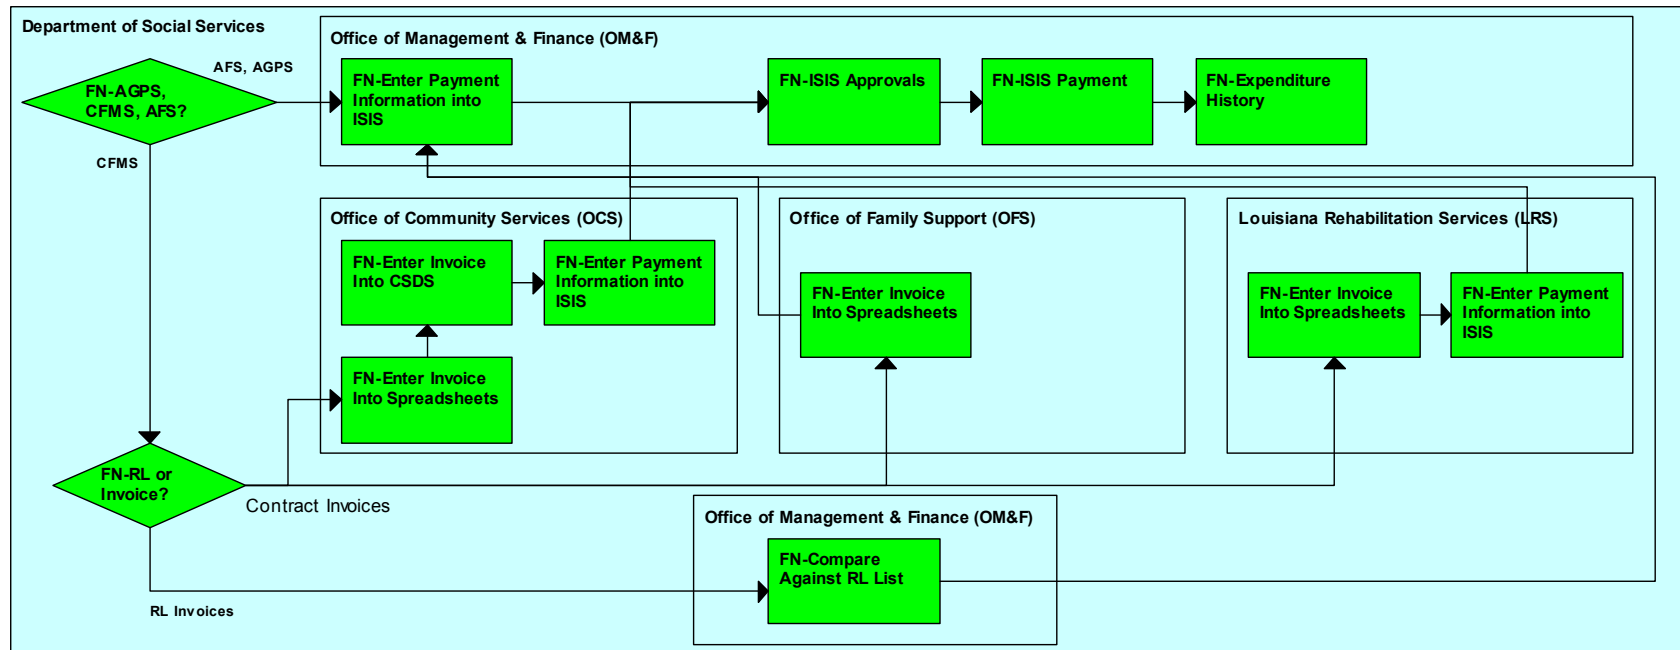 Department of Social Services
Office of Management & Finance (OM&F)
AFS, AGPS
FN-AGPS,
CFMS, AFS?
FN-Enter Payment
Information into
ISIS
FN-ISIS Approvals
FN-ISIS Payment
FN-Expenditure
History
CFMS
Office of Community Services (OCS)
FN-Enter Invoice
Into CSDS
FN-Enter Payment
Information into
ISIS
FN-Enter Invoice
Into Spreadsheets
Office of Family Support (OFS)
FN-Enter Invoice
Into Spreadsheets
Louisiana Rehabilitation Services (LRS)
FN-Enter Invoice
Into Spreadsheets
FN-Enter Payment
Information into
ISIS
FN-RL or
Invoice?
Contract Invoices
Office of Management & Finance (OM&F)
FN-Compare
Against RL List
RL Invoices